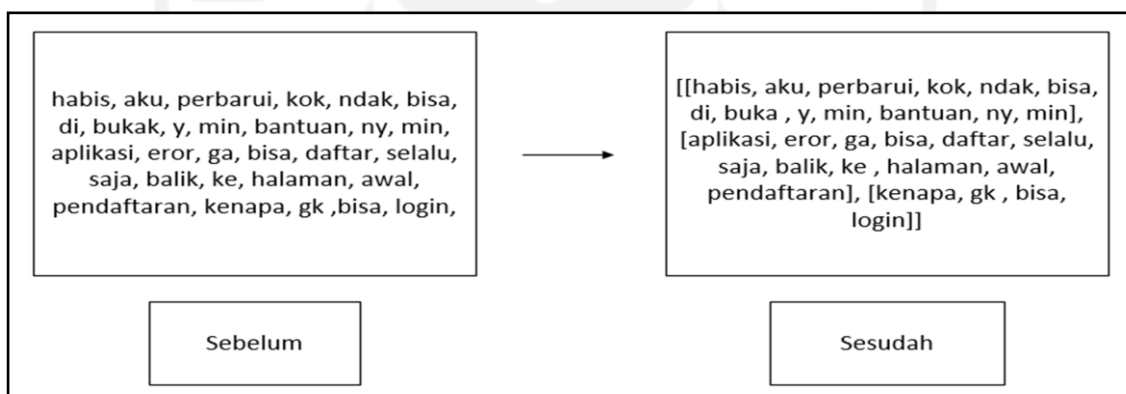 habis, aku, perbarui, kok, ndak, bisa,
di, bukak, y, min, bantuan, ny, min,
aplikasi, eror, ga, bisa, daftar, selalu,
saja, balik, ke, halaman, awal,
pendaftaran, kenapa, gk ,bisa, login,
[[habis, aku, perbarui, kok, ndak, bisa,
di, buka , y, min, bantuan, ny, min],
[aplikasi, eror, ga, bisa, daftar, selalu,
saja, balik, ke , halaman, awal,
pendaftaran], [kenapa, gk , bisa,
login]]
Sebelum
Sesudah